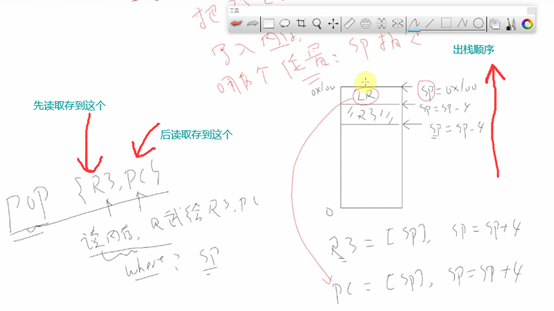 工具
把
写入内存
哪个位置：SP指定
出栈顺序
0x100
LR
SP=0x100
SP=SP-4
"R3"
SP=SP-4
先读取存到这个
后读取存到这个
POP {R3,PC}
读内存，R试给R3,PC
where? SP
0
R3=[SP], SP=SP+4
PC=[SP], SP=SP+4